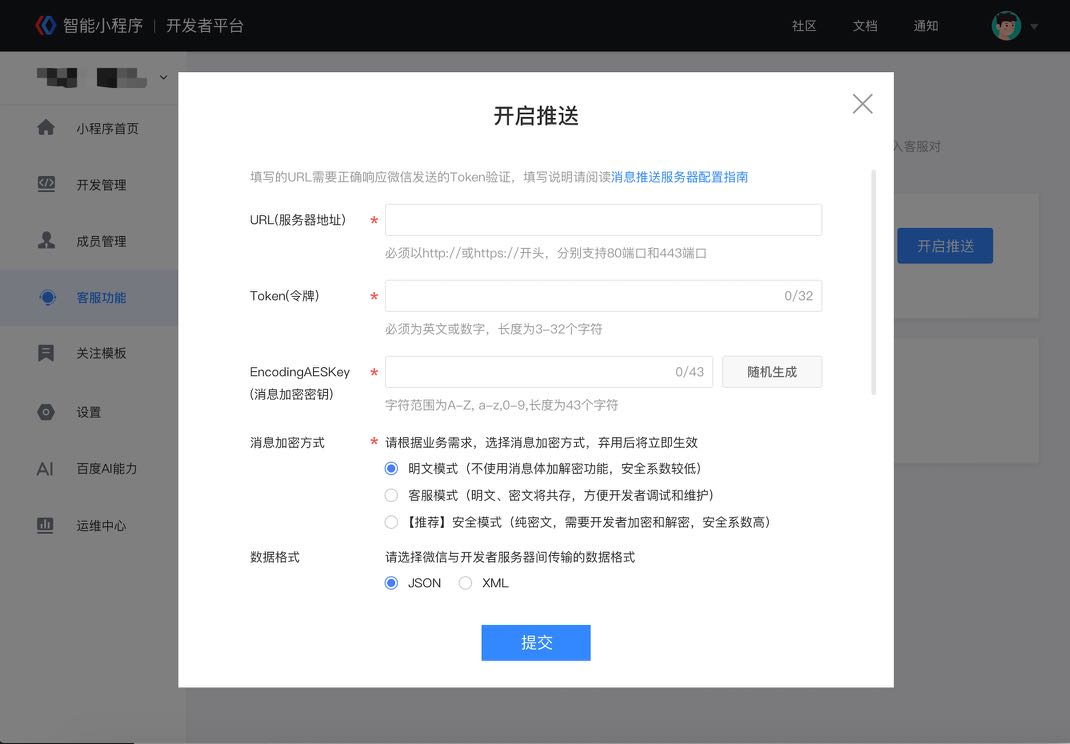 智能小程序 | 开发者平台
社区 文档 通知
小程序首页
开发管理
成员管理
客服功能
关注模板
设置
AI 百度AI能力
运维中心
入客服对
开启推送
开启推送
填写的URL需要正确响应微信发送的Token验证，填写说明请阅读消息推送服务器配置指南
URL(服务器地址) *
必须以http://或https://开头，分别支持80端口和443端口
Token(令牌) * 0/32
必须为英文或数字，长度为3-32个字符
EncodingAESKey * 0/43 随机生成
(消息加密密钥)
字符范围为A-Z, a-z,0-9,长度为43个字符
消息加密方式 * 请根据业务需求，选择消息加密方式，弃用后将立即生效
明文模式（不使用消息体加解密功能，安全系数较低）
客服模式（明文、密文将共存，方便开发者调试和维护）
【推荐】安全模式（纯密文，需要开发者加密和解密，安全系数高）
数据格式 请选择微信与开发者服务器间传输的数据格式
JSON XML
提交